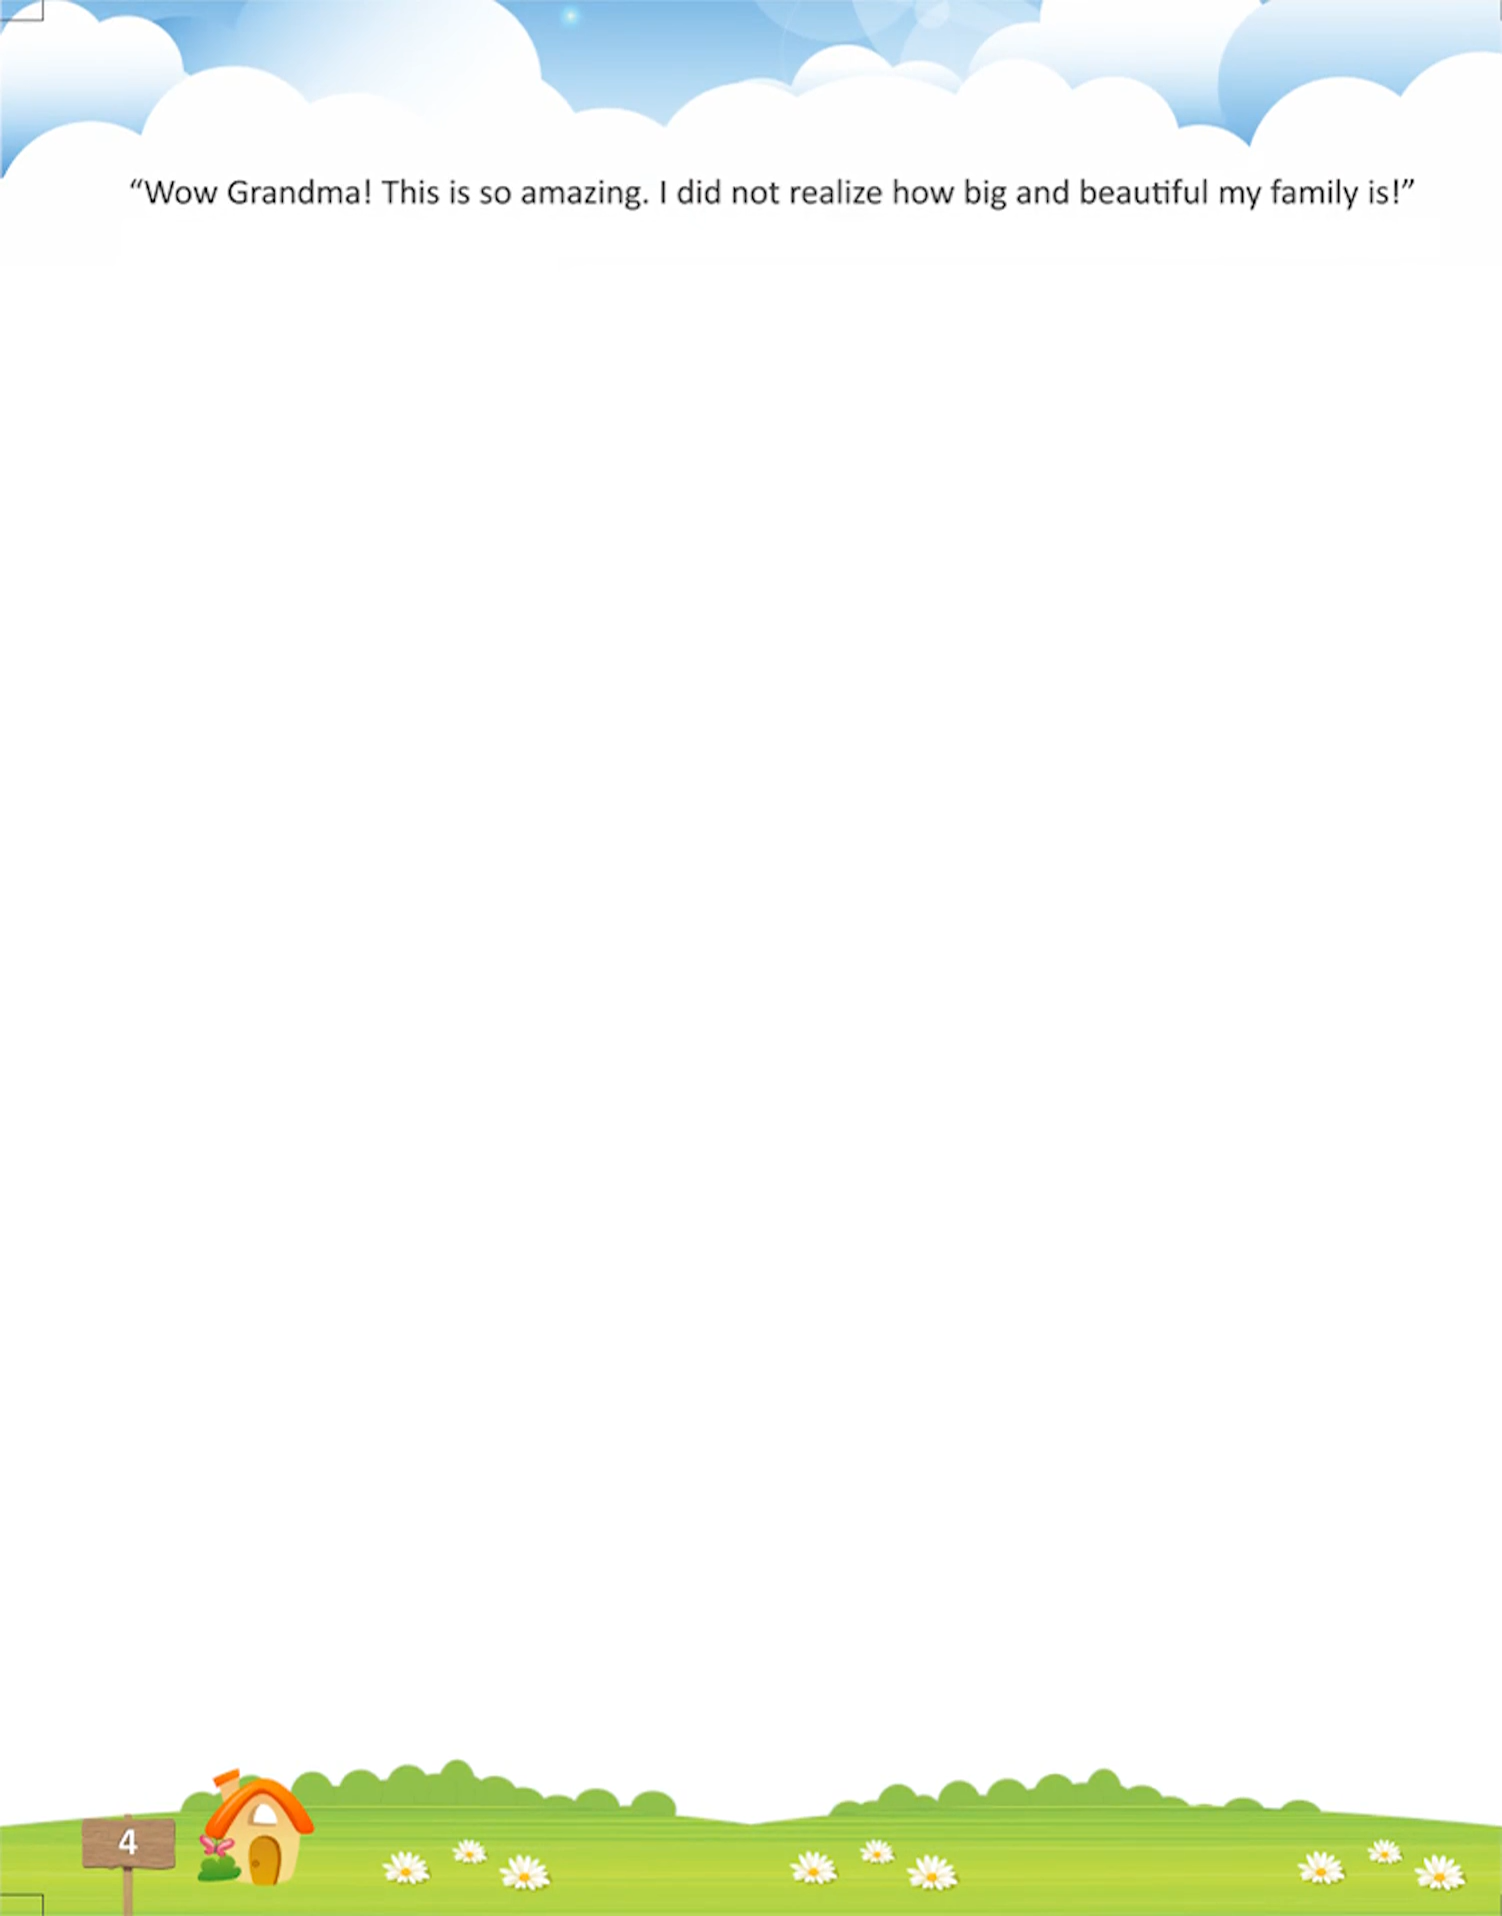 “Wow Grandma! This is so amazing. I did not realize how big and beautiful my family is!”
4